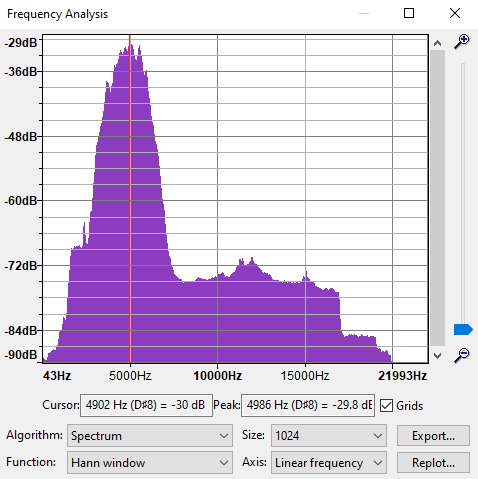 Frequency Analysis
-29dB
-36dB
-48dB
-60dB
-72dB
-84dB
-90dB
43Hz 5000Hz 10000Hz 15000Hz 21993Hz
Cursor: 4902 Hz (D♯8) = -30 dB Peak: 4986 Hz (D♯8) = -29.8 dB Grids
Algorithm: Spectrum Size: 1024 Export...
Function: Hann window Axis: Linear frequency Replot...